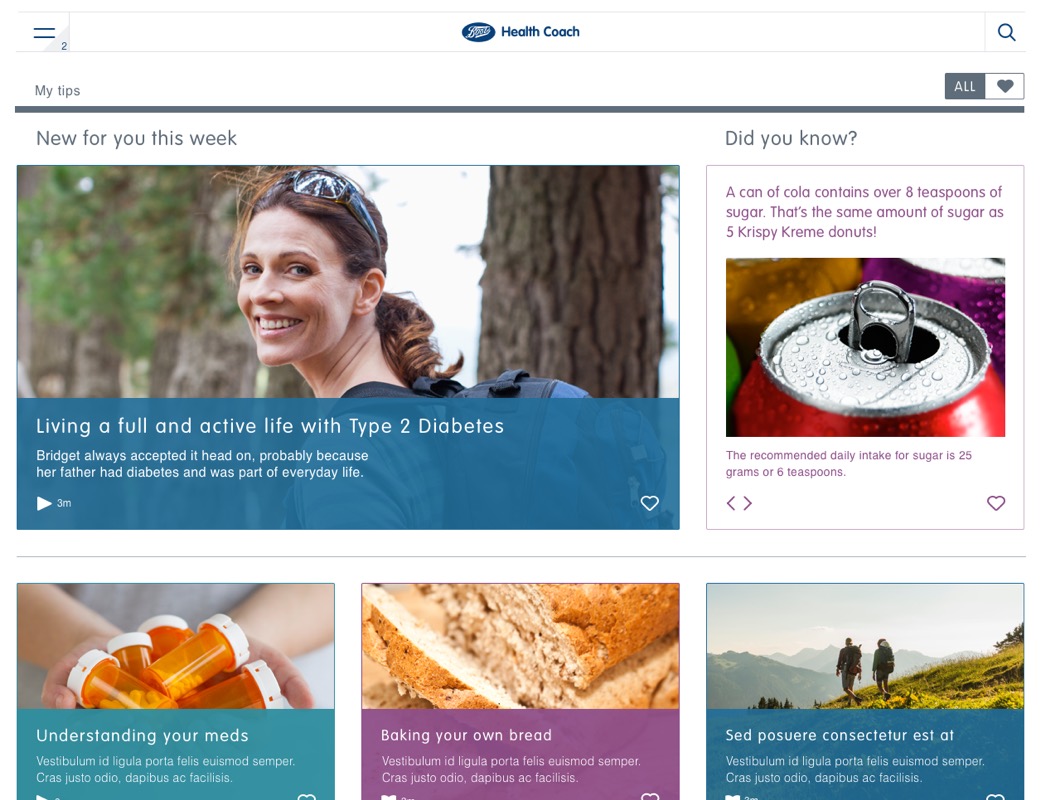 2
Boots Health Coach
My tips
ALL
New for you this week
Did you know?
A can of cola contains over 8 teaspoons of
sugar. That's the same amount of sugar as
5 Krispy Kreme donuts!
Living a full and active life with Type 2 Diabetes
Bridget always accepted it head on, probably because
her father had diabetes and was part of everyday life.
3m
The recommended daily intake for sugar is 25
grams or 6 teaspoons.
Understanding your meds
Vestibulum id ligula porta felis euismod semper.
Cras justo odio, dapibus ac facilisis.
Baking your own bread
Vestibulum id ligula porta felis euismod semper.
Cras justo odio, dapibus ac facilisis.
Sed posuere consectetur est at
Vestibulum id ligula porta felis euismod semper.
Cras justo odio, dapibus ac facilisis.